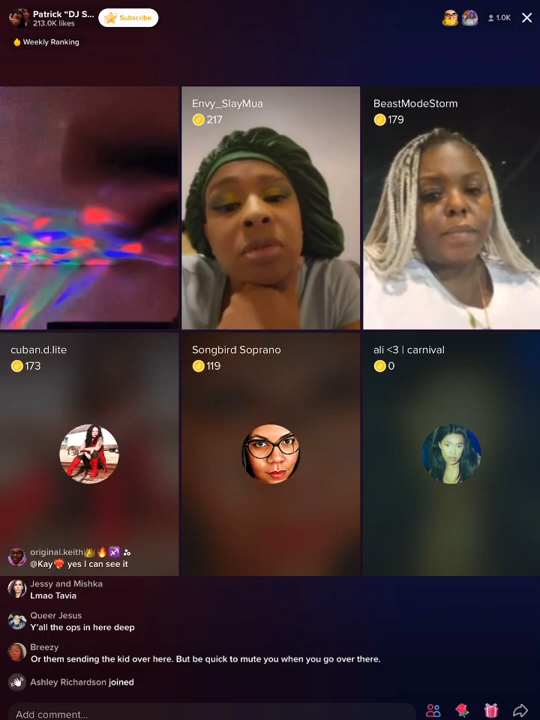 Patrick "DJ S...
213.0K likes
Subscribe
1.0K
Weekly Ranking
Envy_SlayMua
217
BeastModeStorm
179
cuban.d.lite
173
Songbird Soprano
119
ali <3 | carnival
0
original.keith👑🔥♐
@Kay❤️‍🔥 yes I can see it
Jessy and Mishka
Lmao Tavia
Queer Jesus
Y'all the ops in here deep
Breezy
Or them sending the kid over here. But be quick to mute you when you go over there.
Ashley Richardson joined
Add comment...